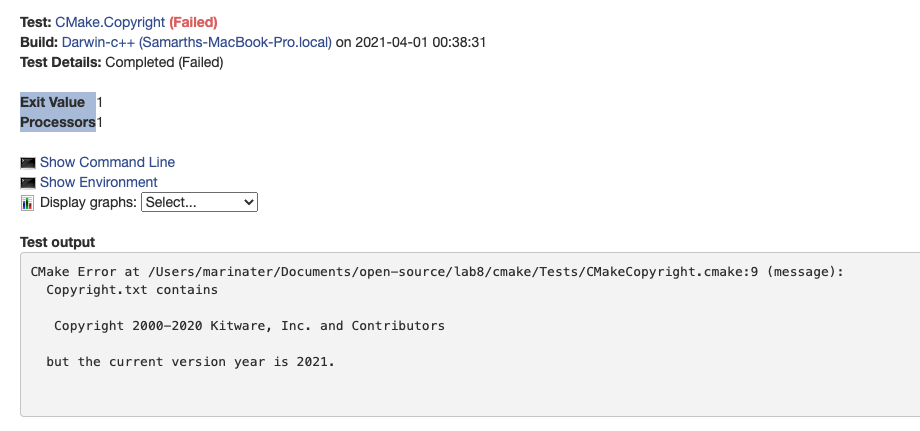 Test: CMake.Copyright (Failed)
Build: Darwin-c++ (Samarths-MacBook-Pro.local) on 2021-04-01 00:38:31
Test Details: Completed (Failed)
Exit Value 1
Processors 1
Show Command Line
Show Environment
Display graphs: Select...
Test output
CMake Error at /Users/marinater/Documents/open-source/lab8/cmake/Tests/CMakeCopyright.cmake:9 (message):
Copyright.txt contains
Copyright 2000-2020 Kitware, Inc. and Contributors
but the current version year is 2021.